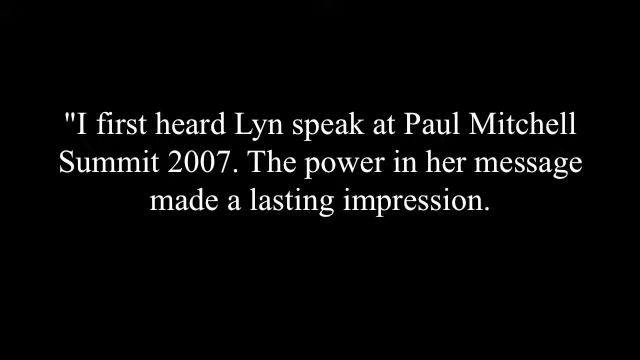 "I first heard Lyn speak at Paul Mitchell
Summit 2007. The power in her message
made a lasting impression.